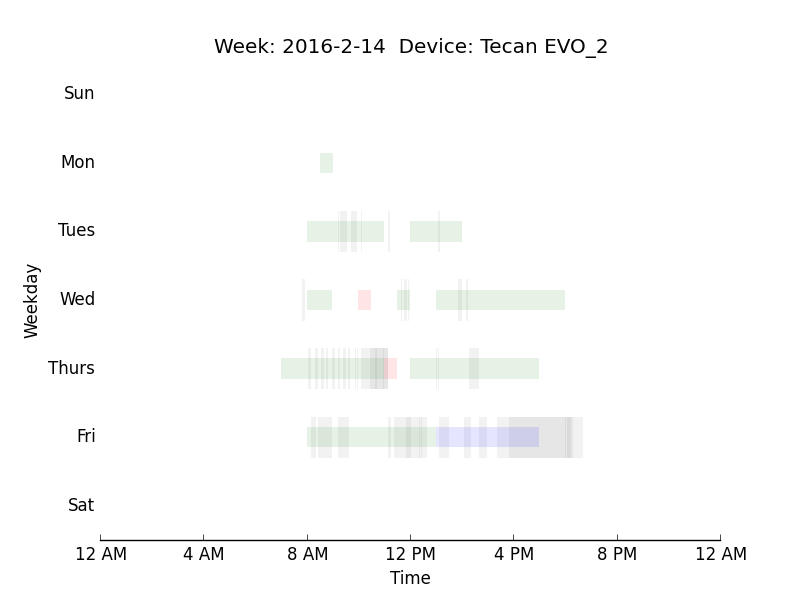 Week: 2016-2-14  Device: Tecan EVO_2
Sun
Mon
Tues
Wed
Thurs
Fri
Sat
Weekday
12 AM
4 AM
8 AM
12 PM
4 PM
8 PM
12 AM
Time